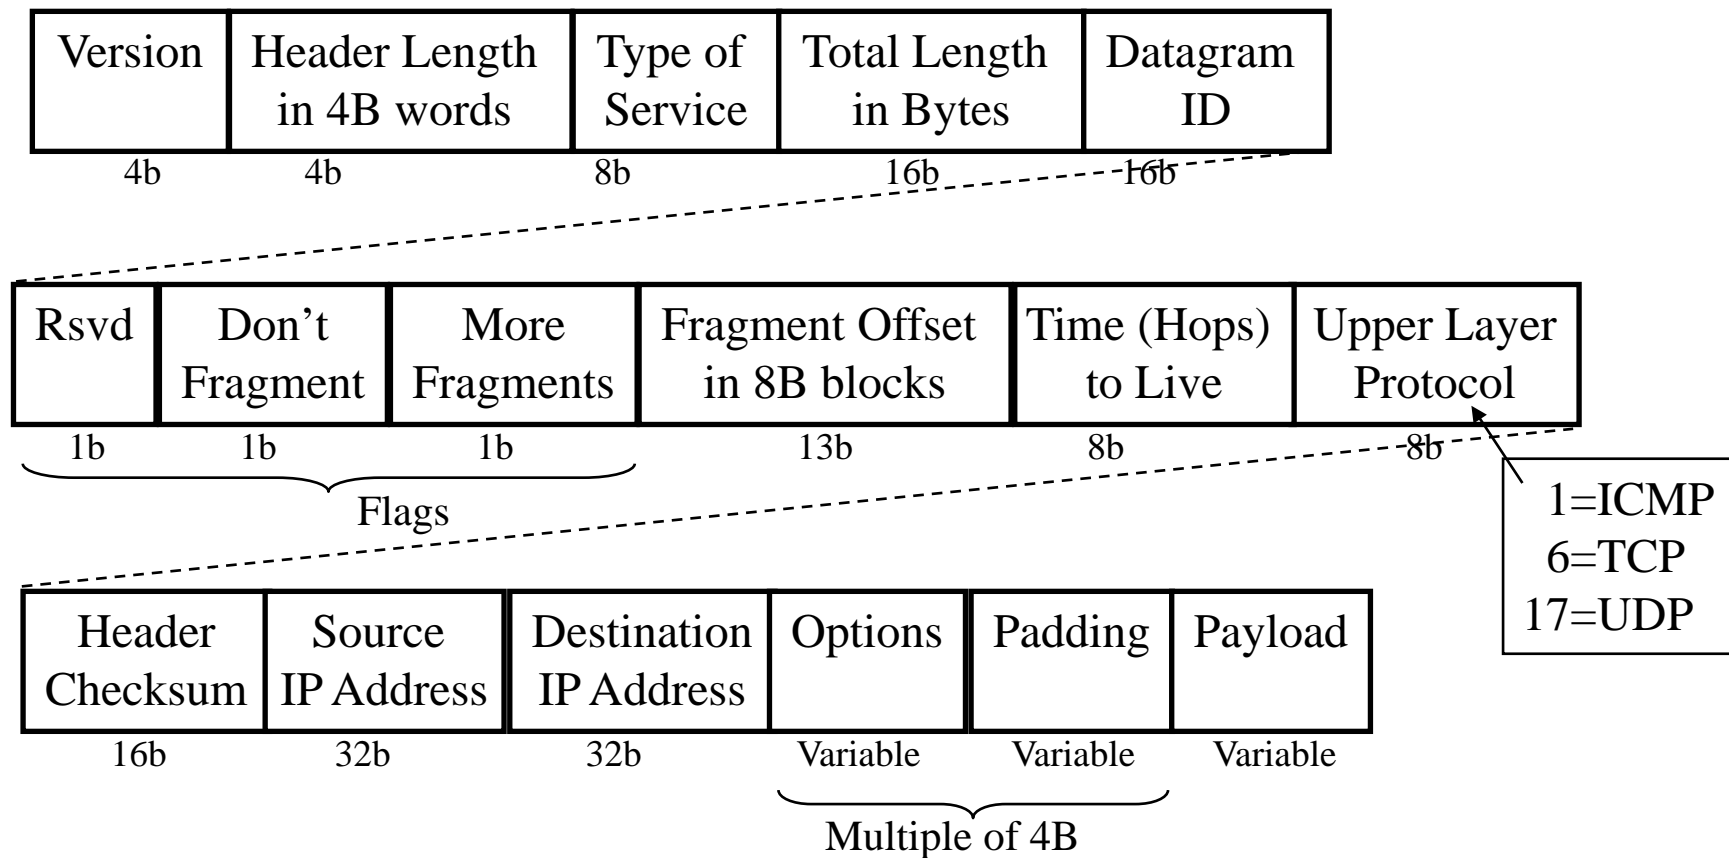 Version
Header Length
in 4B words
Type of
Service
Total Length
in Bytes
Datagram
ID
4b
4b
8b
16b
16b
Rsvd
Don’t
Fragment
More
Fragments
Fragment Offset
in 8B blocks
Time (Hops)
to Live
Upper Layer
Protocol
1b
1b
1b
13b
8b
8b
Flags
1=ICMP
6=TCP
17=UDP
Header
Checksum
Source
IP Address
Destination
IP Address
Options
Padding
Payload
16b
32b
32b
Variable
Variable
Variable
Multiple of 4B